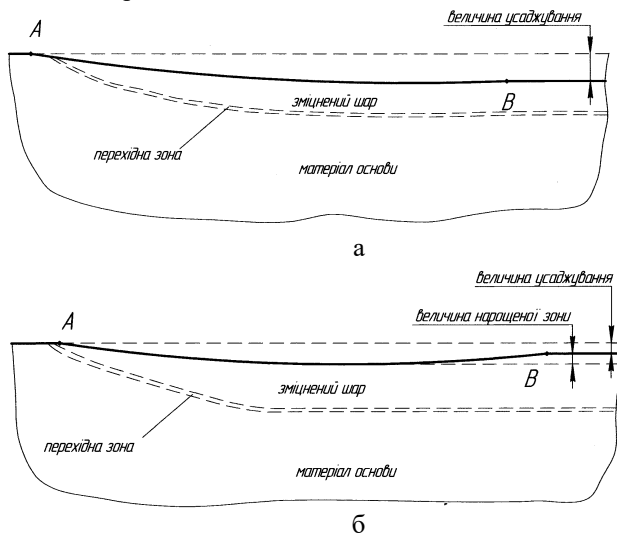 величина усаджування
A
зміцнений шар
B
перехідна зона
матеріал основи
а
величина усаджування
величина нарощеної зони
A
зміцнений шар
B
перехідна зона
матеріал основи
б